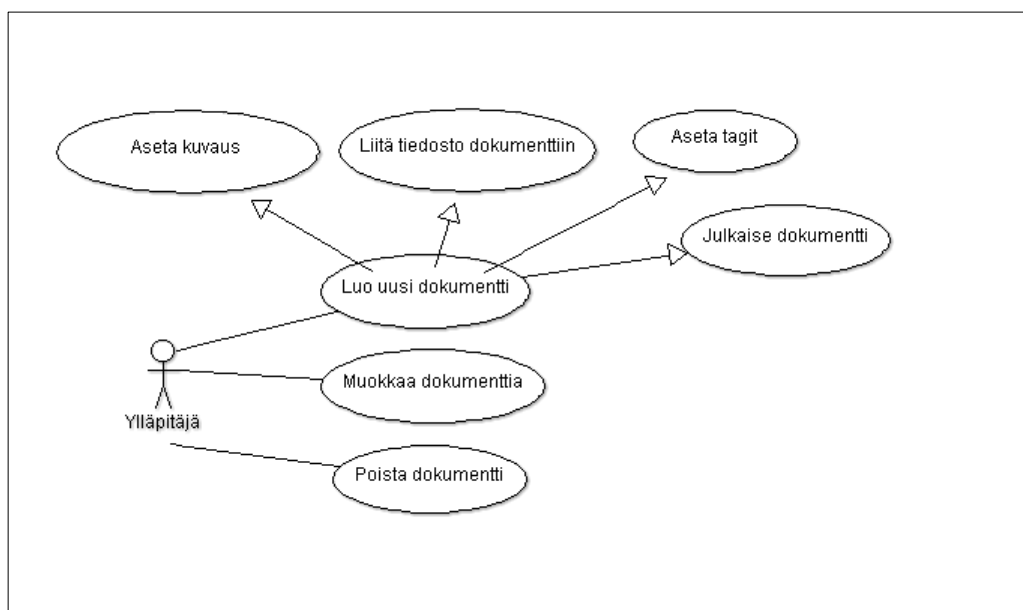 Aseta kuvaus
Liitä tiedosto dokumenttiin
Aseta tagit
Julkaise dokumentti
Luo uusi dokumentti
Muokkaa dokumenttia
Ylläpitäjä
Poista dokumentti